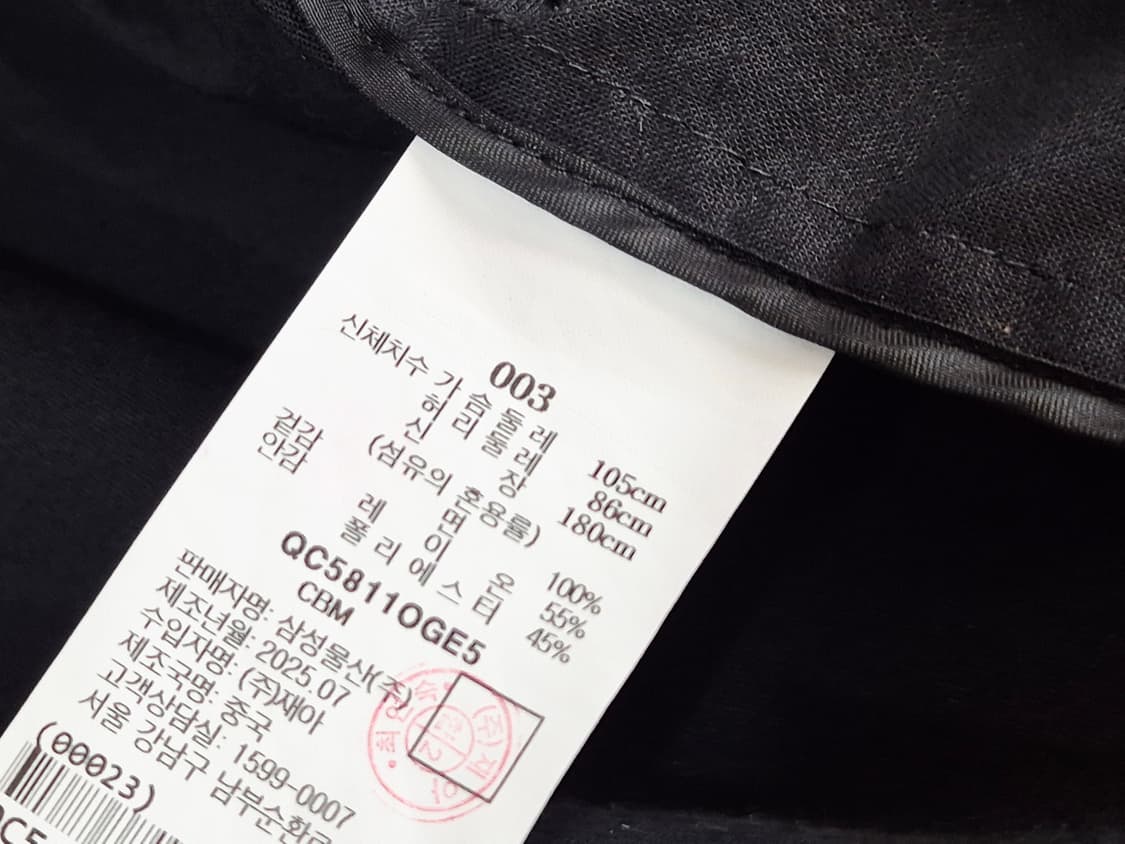 003
신체치수 가 슴 둘 레 105cm
허 리 둘 레 86cm
신 장 180cm
(섬유의 혼용률)
겉감 면 100%
안감 레 이 온 55%
폴 리 에 스 터 45%
QC5811OGE5
CBM
판매자명: 삼성물산(주)
제조년월: 2025.07
수입자명: (주)재아
제조국명: 중국
고객상담실: 1599-0007
서울 강남구 남부순환
(00023)